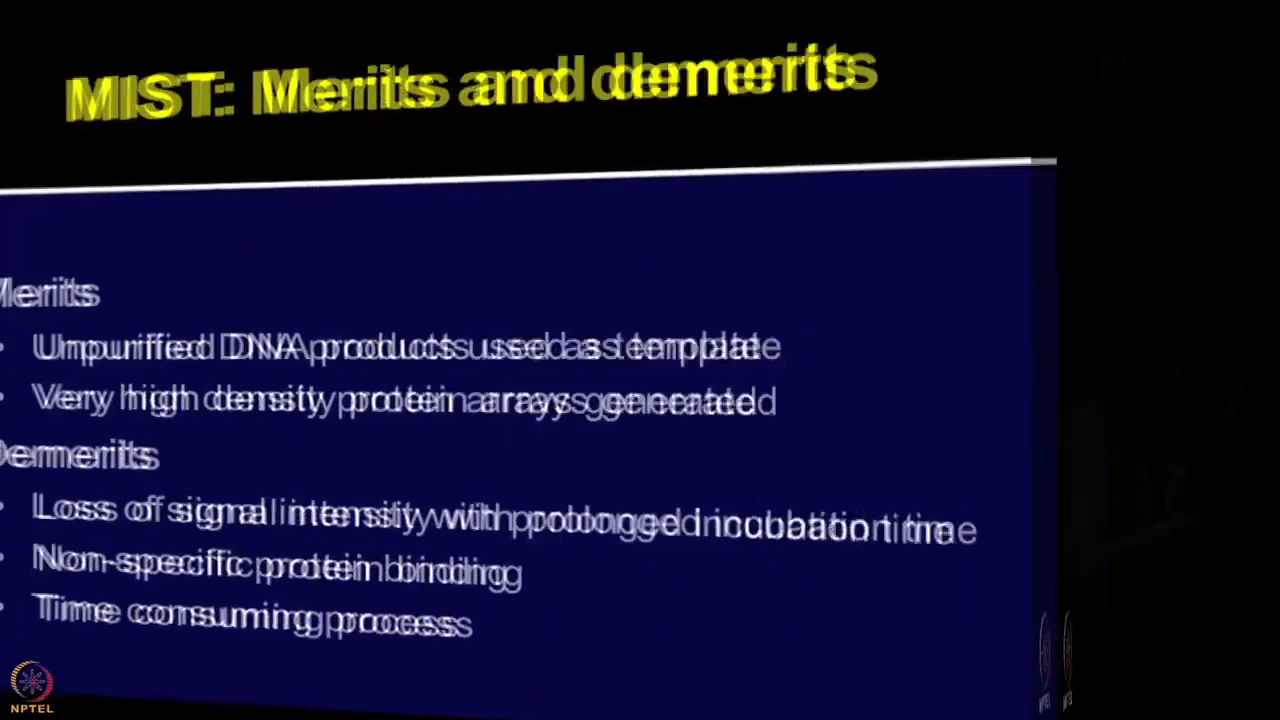 MIST: Merits and demerits
Merits
• Unpurified DNA products used as template
• Very high density protein arrays generated
Demerits
• Loss of signal intensity with prolonged incubation time
• Non-specific protein binding
• Time consuming process
NPTEL